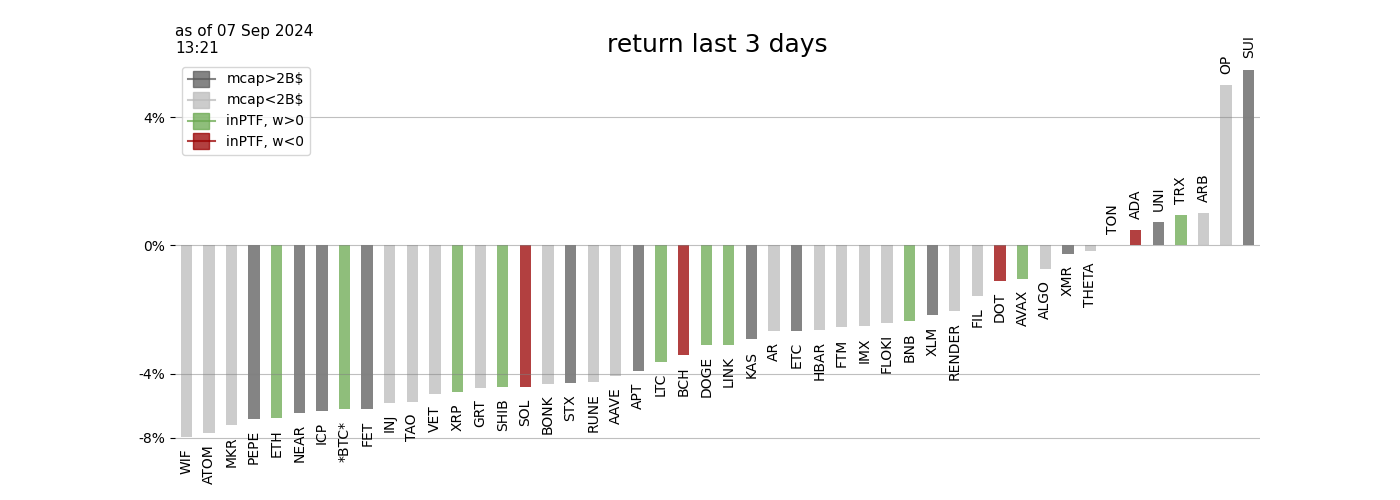 as of 07 Sep 2024
13:21
return last 3 days
mcap>2B$
mcap<2B$
inPTF, w>0
inPTF, w<0
4%
0%
-4%
-8%
WIF
ATOM
MKR
PEPE
ETH
NEAR
ICP
*BTC*
FET
INJ
TAO
VET
XRP
GRT
SHIB
SOL
BONK
STX
RUNE
AAVE
APT
LTC
BCH
DOGE
LINK
KAS
AR
ETC
HBAR
FTM
IMX
FLOKI
BNB
XLM
RENDER
FIL
DOT
AVAX
ALGO
XMR
THETA
TON
ADA
UNI
TRX
ARB
OP
SUI